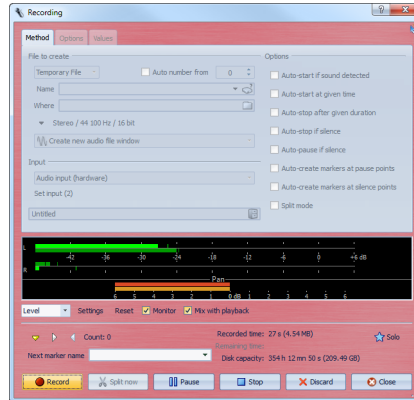 Recording
Method Options Values
File to create
Temporary File
Auto number from 0
Name
Where
Stereo / 44 100 Hz / 16 bit
Create new audio file window
Input
Audio input (hardware)
Set input (2)
Untitled
Options
Auto-start if sound detected
Auto-start at given time
Auto-stop after given duration
Auto-stop if silence
Auto-pause if silence
Auto-create markers at pause points
Auto-create markers at silence points
Split mode
L
-42 -36 -30 -24 -18 -12 -6 0 +6 dB
R
Pan
6 5 4 3 2 1 0 dB 1 2 3 4 5 6
Level Settings Reset Monitor Mix with playback
Count: 0
Recorded time: 27 s (4.54 MB)
Solo
Remaining time:
Next marker name
Disk capacity: 354 h 12 mn 50 s (209.49 GB)
Record Split now Pause Stop Discard Close